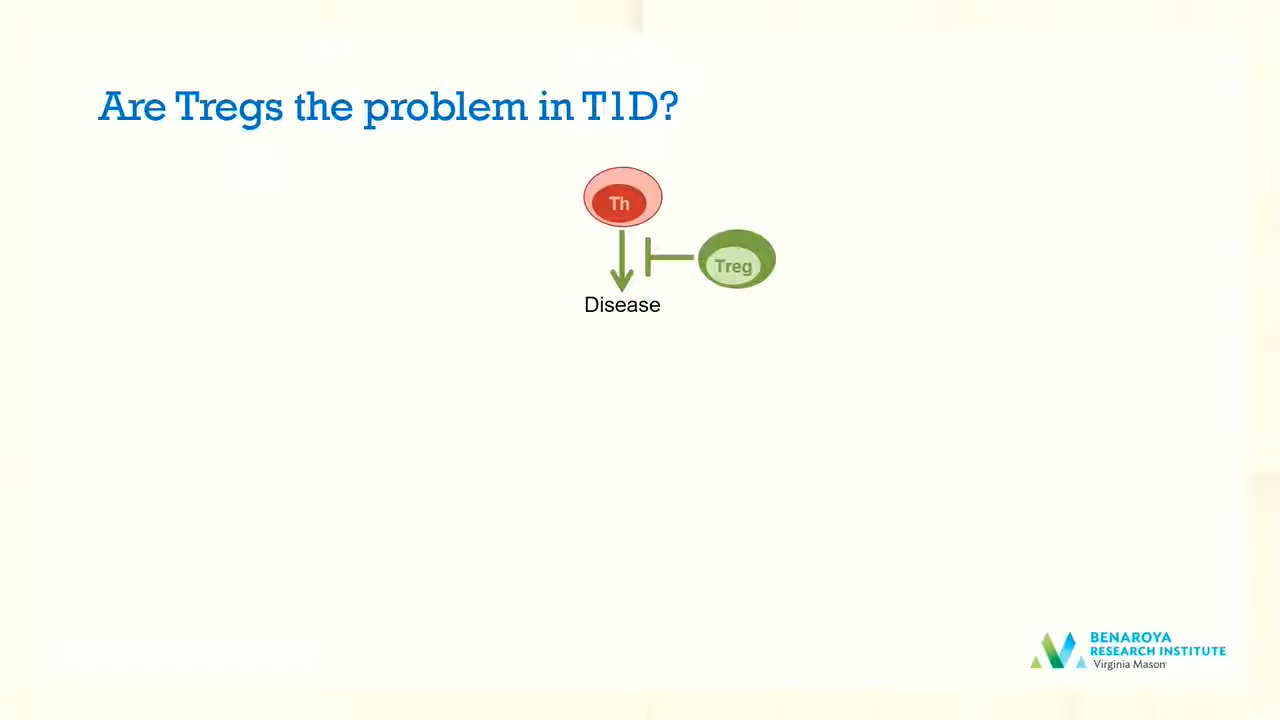 Are Tregs the problem in T1D?
Th
Treg
Disease
BENAROYA
RESEARCH INSTITUTE
Virginia Mason